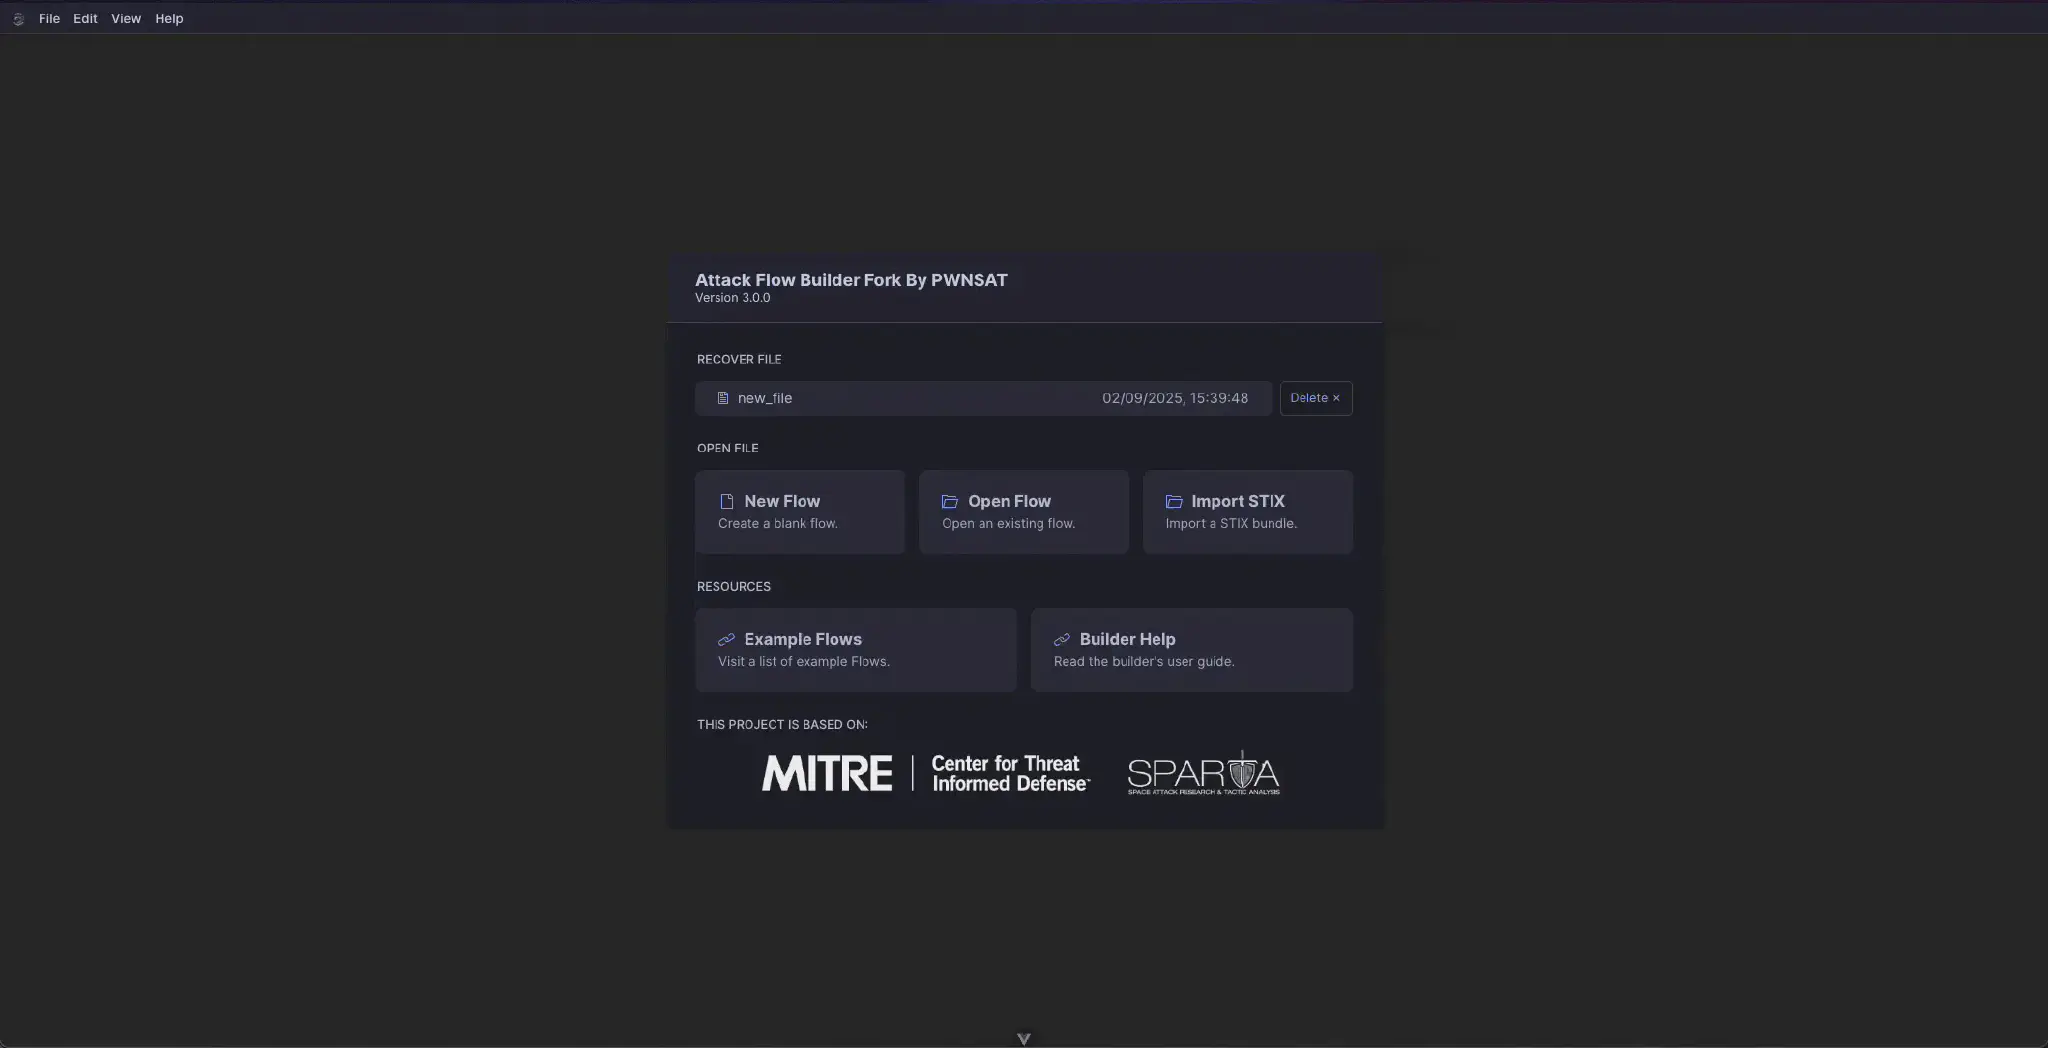 File Edit View Help
Attack Flow Builder Fork By PWNSAT
Version 3.0.0
RECOVER FILE
new_file 02/09/2025, 15:39:48 Delete ×
OPEN FILE
New Flow
Create a blank flow.
Open Flow
Open an existing flow.
Import STIX
Import a STIX bundle.
RESOURCES
Example Flows
Visit a list of example Flows.
Builder Help
Read the builder's user guide.
THIS PROJECT IS BASED ON:
MITRE
Center for Threat
Informed Defense™
SPARTA
SPACE ATTACK RESEARCH & TACTIC ANALYSIS